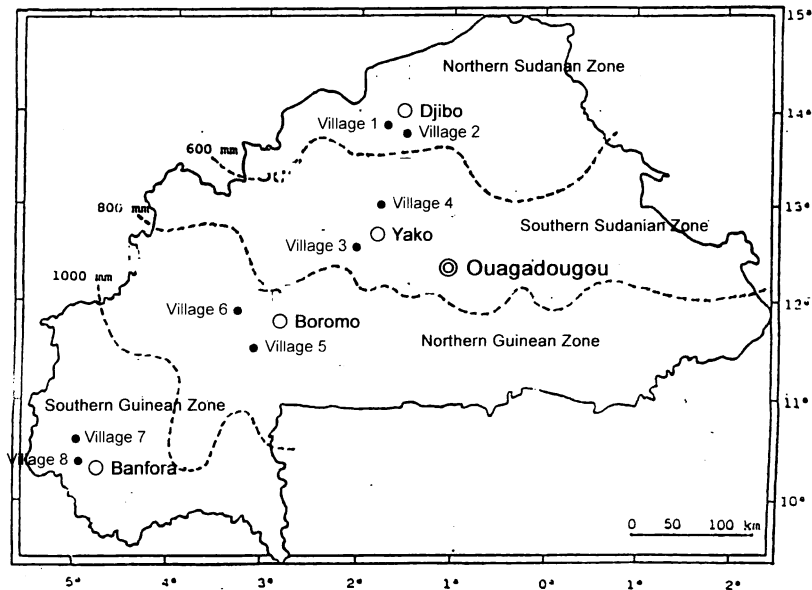 15°
Northern Sudanan Zone
Djibo
14°
Village 1
Village 2
600 mm
13°
Village 4
800 mm
Southern Sudanian Zone
Yako
Village 3
Ouagadougou
1000 mm
12°
Village 6
Boromo
Northern Guinean Zone
Village 5
11°
Southern Guinean Zone
Village 7
Village 8
Banfora
10°
0 50 100 km
5° 4° 3° 2° 1° 0° 1° 2°